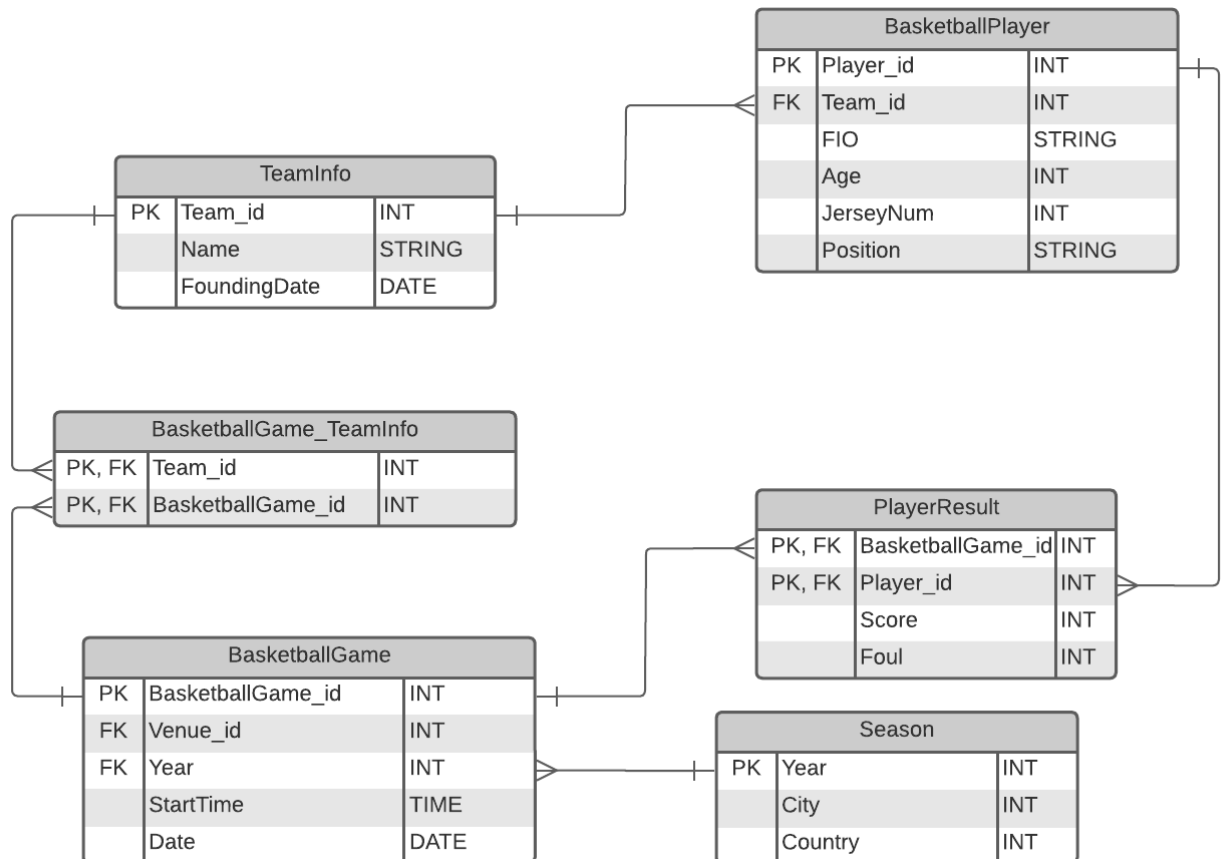 BasketballPlayer
PK Player_id INT
FK Team_id INT
FIO STRING
Age INT
JerseyNum INT
Position STRING
TeamInfo
PK Team_id INT
Name STRING
FoundingDate DATE
BasketballGame_TeamInfo
PK, FK Team_id INT
PK, FK BasketballGame_id INT
PlayerResult
PK, FK BasketballGame_id INT
PK, FK Player_id INT
Score INT
Foul INT
BasketballGame
PK BasketballGame_id INT
FK Venue_id INT
FK Year INT
StartTime TIME
Date DATE
Season
PK Year INT
City INT
Country INT